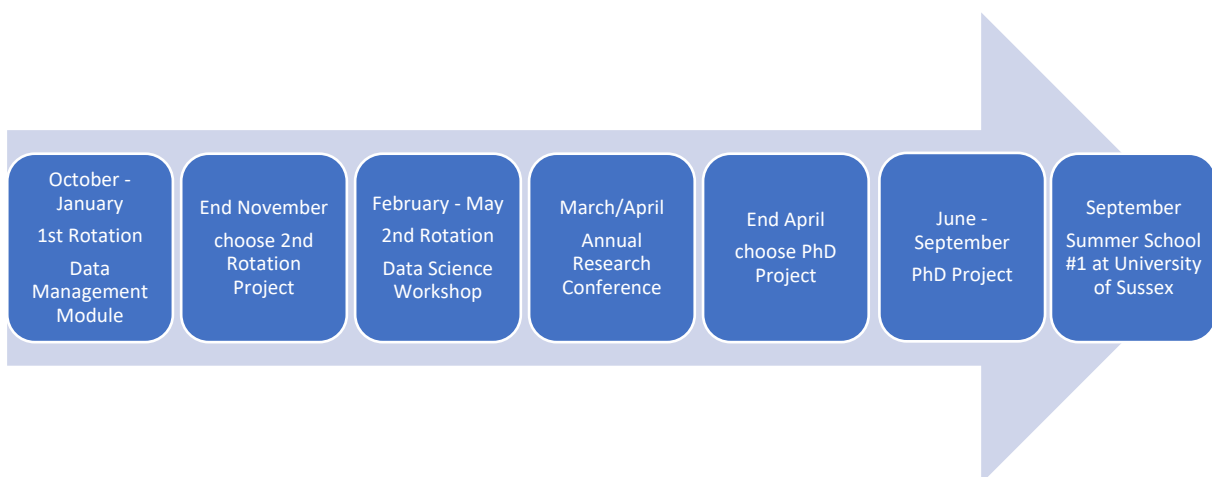 October -
January
1st Rotation
Data
Management
Module
End November
choose 2nd
Rotation
Project
February - May
2nd Rotation
Data Science
Workshop
March/April
Annual
Research
Conference
End April
choose PhD
Project
June -
September
PhD Project
September
Summer School
#1 at University
of Sussex